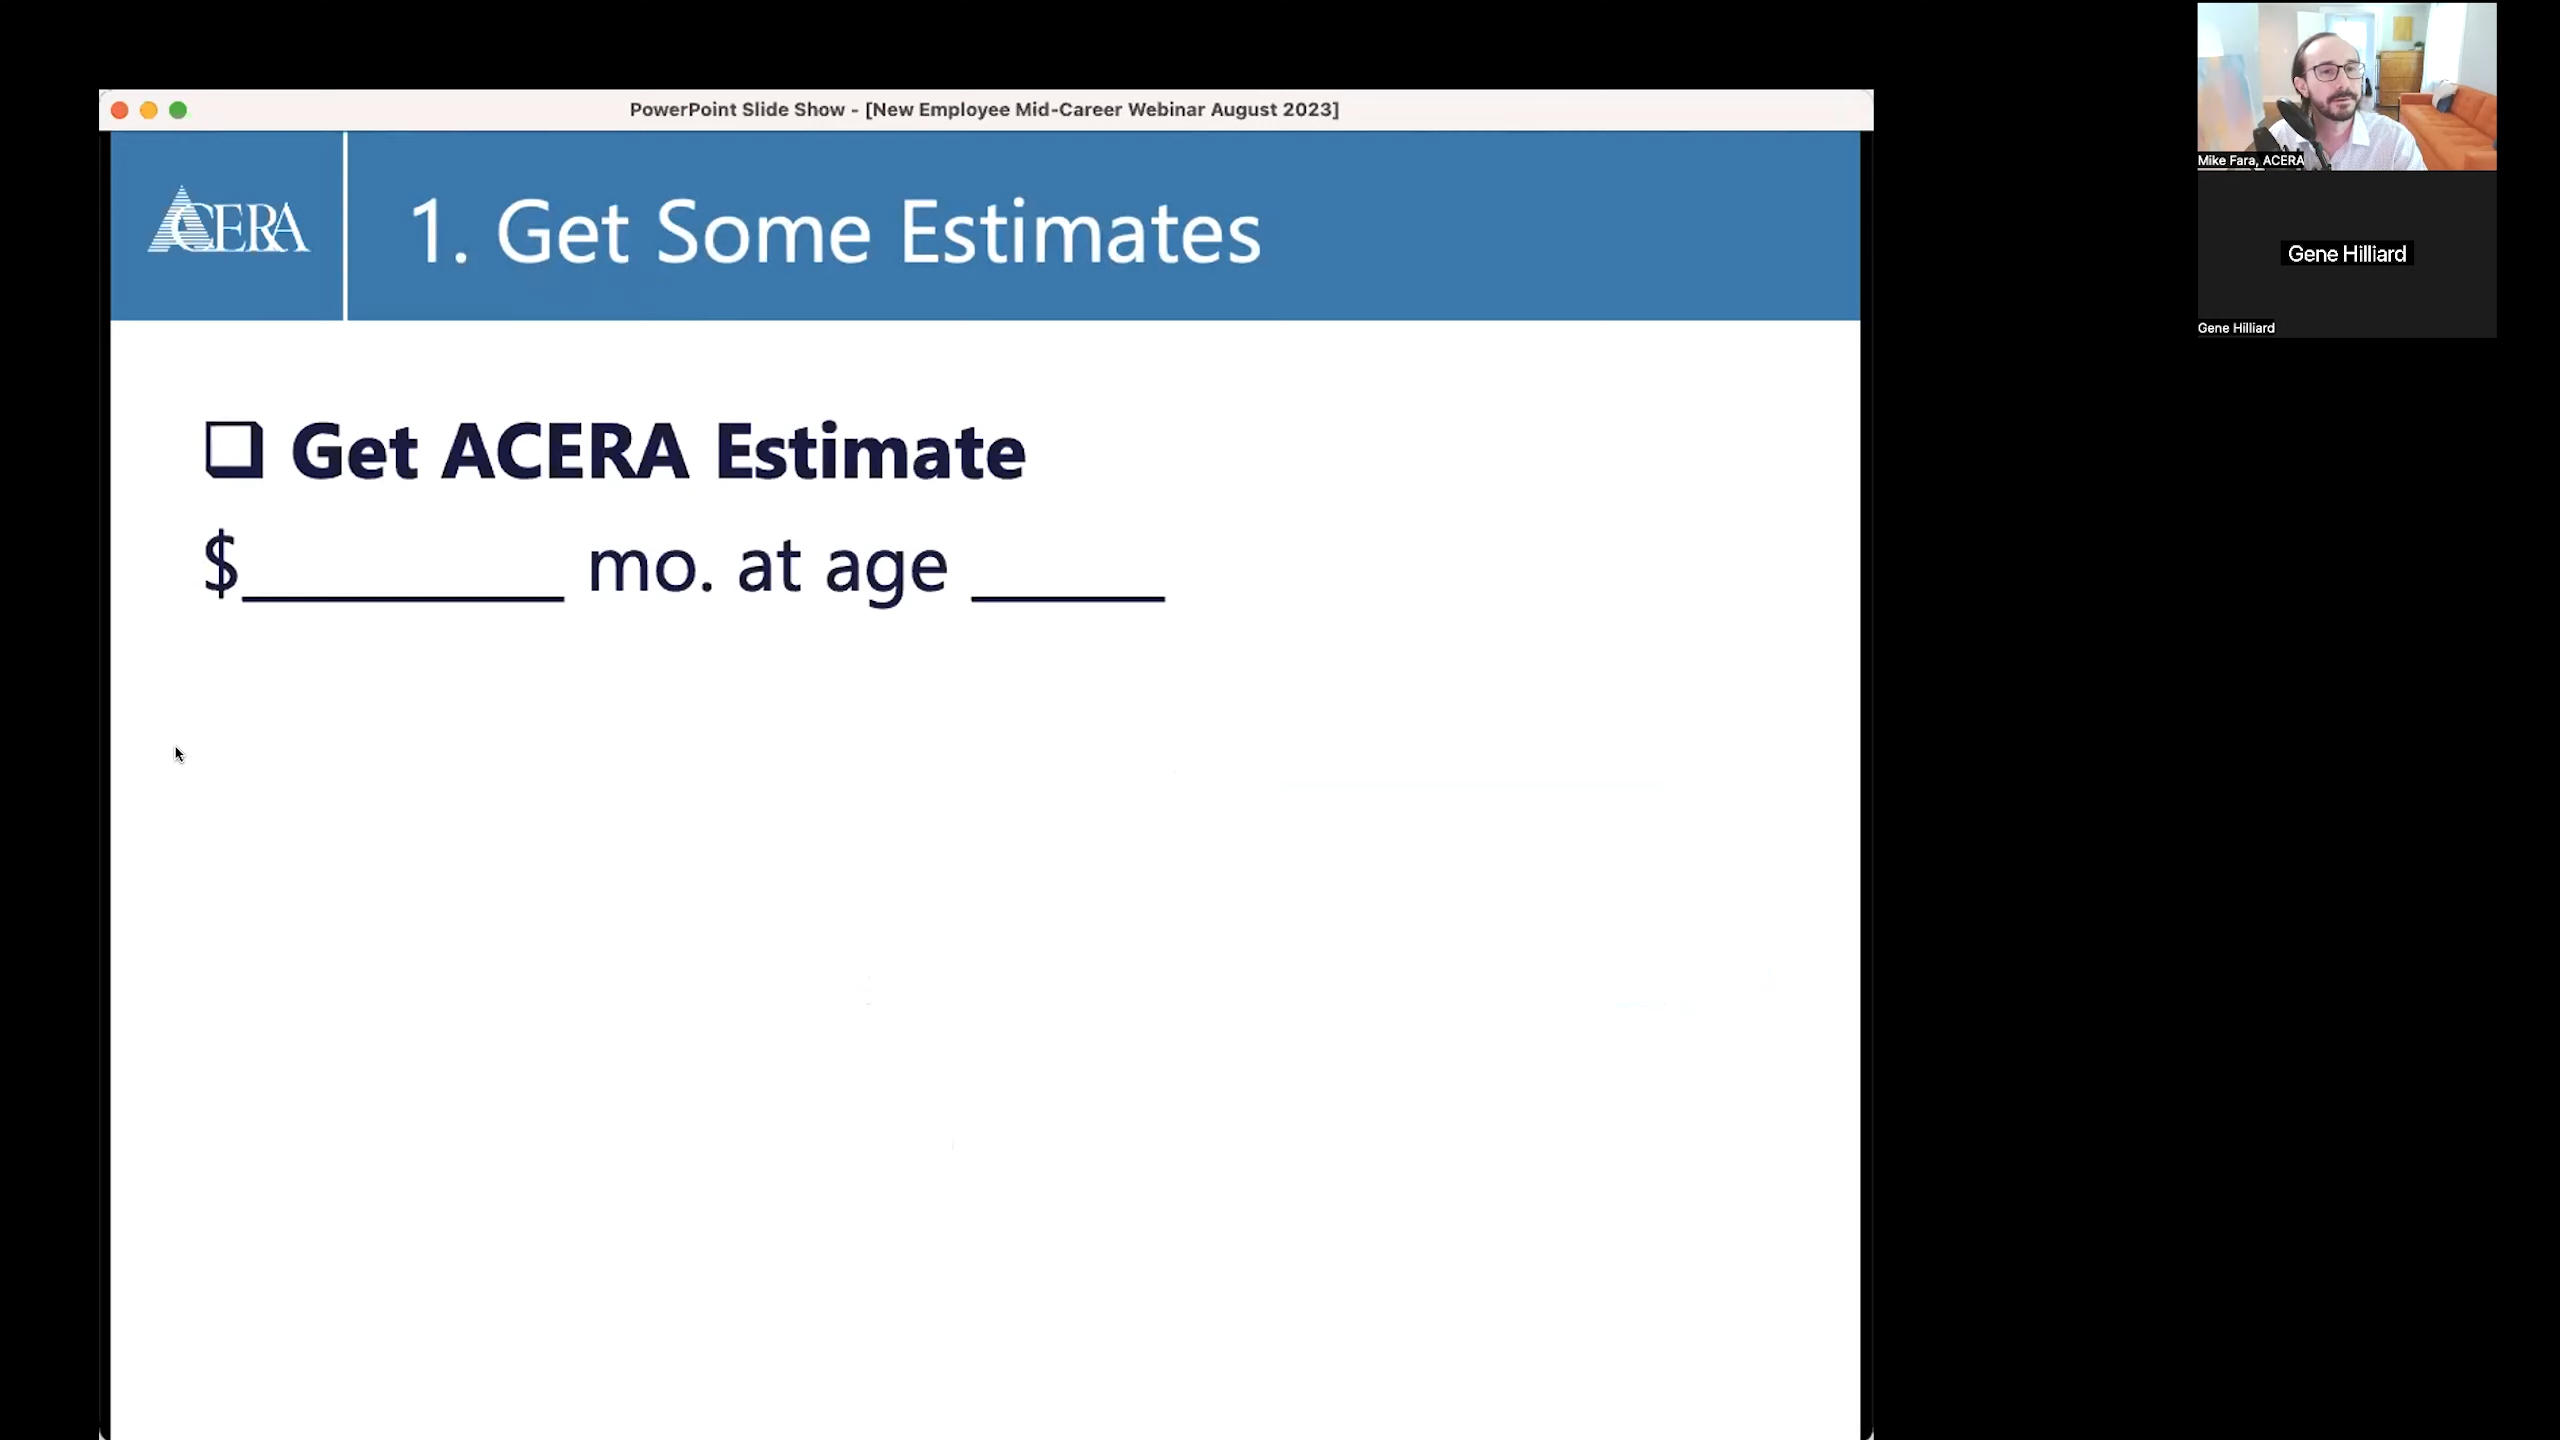 PowerPoint Slide Show - [New Employee Mid-Career Webinar August 2023]
ACERA
1. Get Some Estimates
❑ Get ACERA Estimate
$__________ mo. at age ______
Mike Fara, ACERA
Gene Hilliard
Gene Hilliard